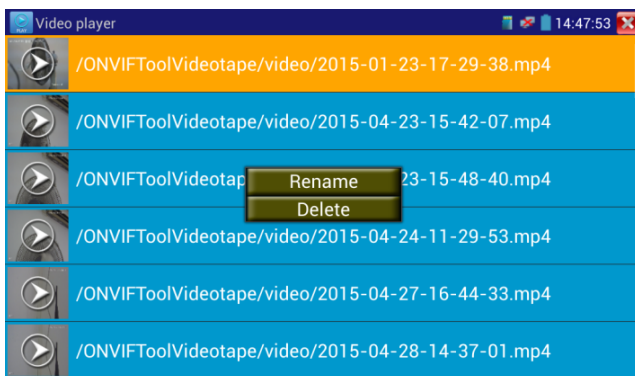 Video player
14:47:53
/ONVIFToolVideotape/video/2015-01-23-17-29-38.mp4
/ONVIFToolVideotape/video/2015-04-23-15-42-07.mp4
/ONVIFToolVideotap 23-15-48-40.mp4
Rename
Delete
/ONVIFToolVideotape/video/2015-04-24-11-29-53.mp4
/ONVIFToolVideotape/video/2015-04-27-16-44-33.mp4
/ONVIFToolVideotape/video/2015-04-28-14-37-01.mp4